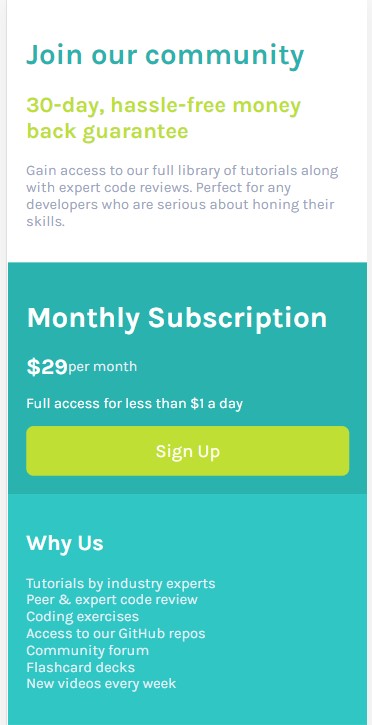 Join our community
30-day, hassle-free money
back guarantee
Gain access to our full library of tutorials along
with expert code reviews. Perfect for any
developers who are serious about honing their
skills.
Monthly Subscription
$29per month
Full access for less than $1 a day
Sign Up
Why Us
Tutorials by industry experts
Peer & expert code review
Coding exercises
Access to our GitHub repos
Community forum
Flashcard decks
New videos every week